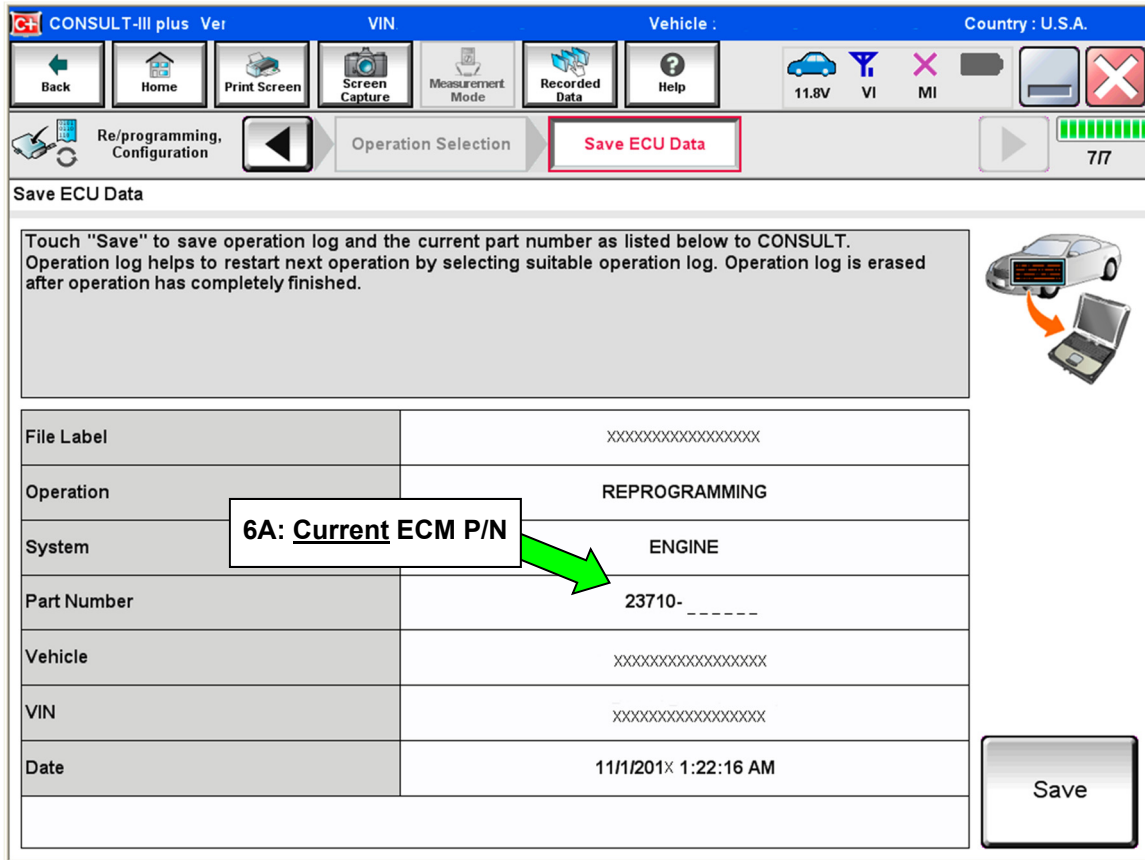 CONSULT-III plus Ver VIN. Vehicle : Country : U.S.A.
Back Home Print Screen Screen Capture Measurement Mode Recorded Data Help 11.8V VI MI
Re/programming, Configuration Operation Selection Save ECU Data 7/7
Save ECU Data
Touch "Save" to save operation log and the current part number as listed below to CONSULT.
Operation log helps to restart next operation by selecting suitable operation log. Operation log is erased
after operation has completely finished.
File Label XXXXXXXXXXXXXXXXX
Operation REPROGRAMMING
6A: Current ECM P/N
System ENGINE
Part Number 23710- _ _ _ _ _ _
Vehicle XXXXXXXXXXXXXXXXX
VIN XXXXXXXXXXXXXXXXX
Date 11/1/201X 1:22:16 AM
Save